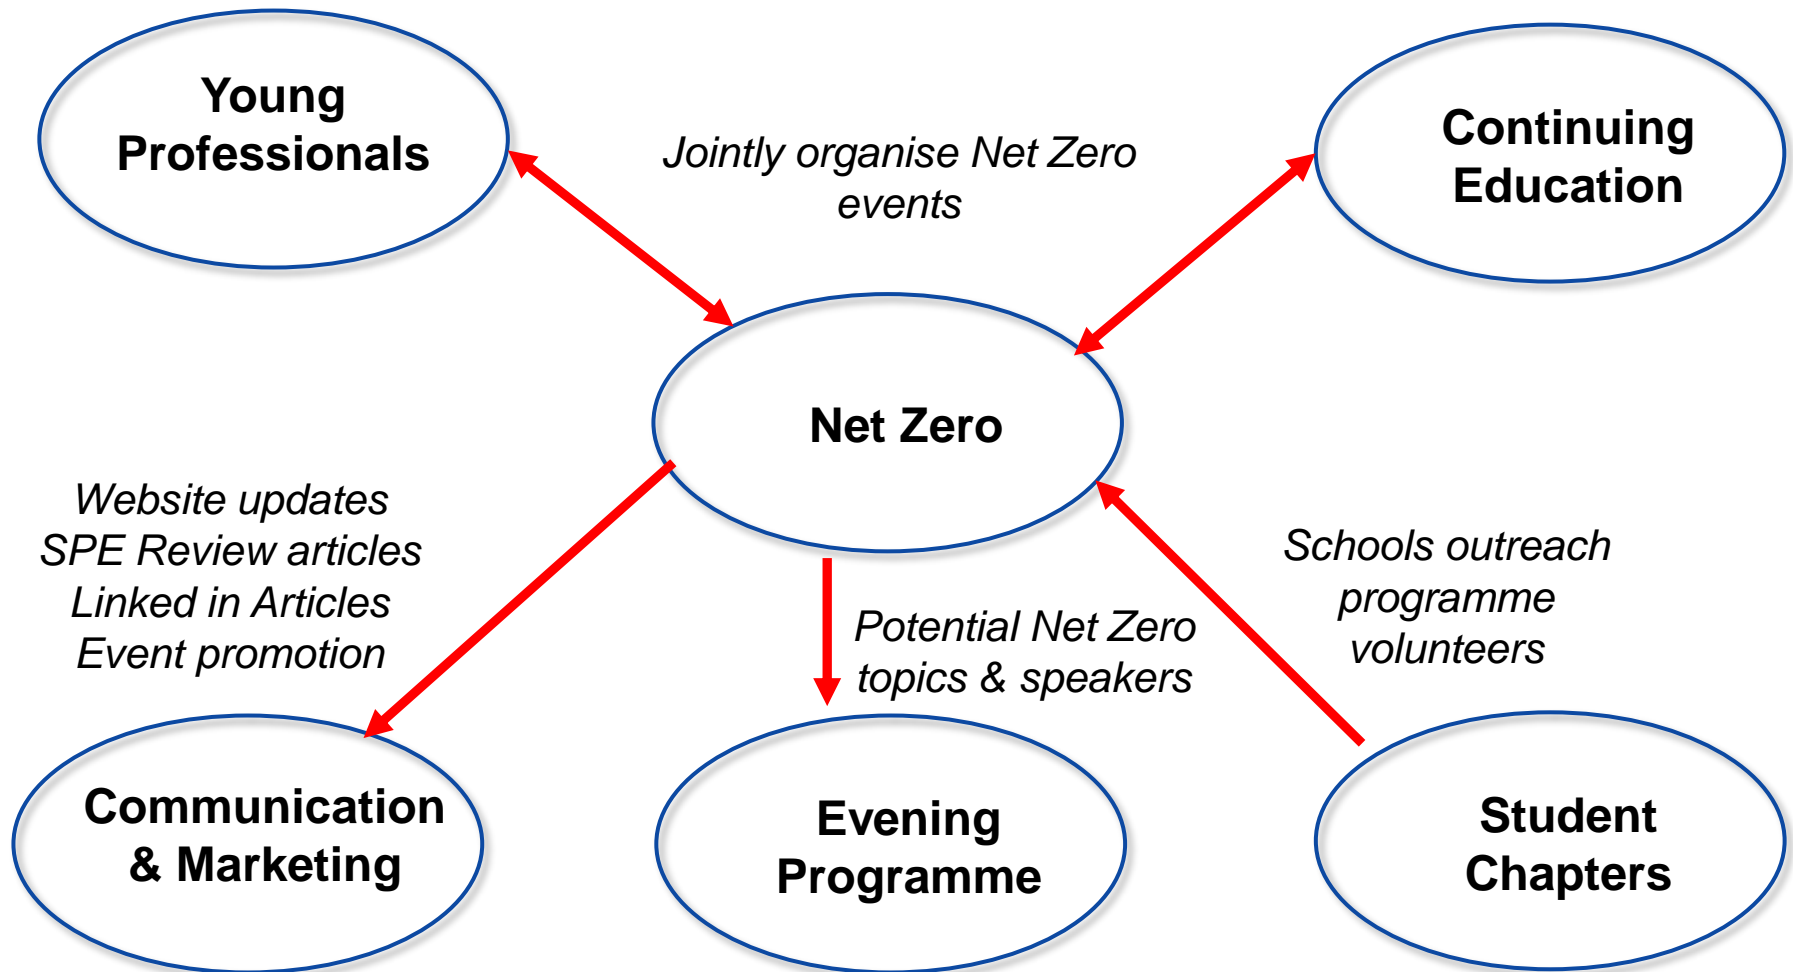 Young
Professionals
Jointly organise Net Zero
events
Continuing
Education
Net Zero
Website updates
SPE Review articles
Linked in Articles
Event promotion
Potential Net Zero
topics & speakers
Schools outreach
programme
volunteers
Communication
& Marketing
Evening
Programme
Student
Chapters